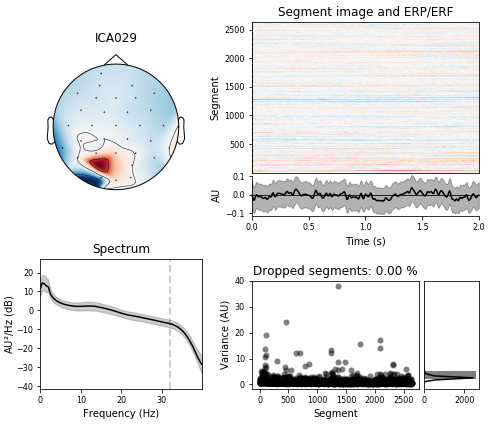 ICA029
Segment image and ERP/ERF
Segment
2500
2000
1500
1000
500
AU
0.1
0.0
−0.1
0.0 0.5 1.0 1.5 2.0
Time (s)
Spectrum
AU²/Hz (dB)
20
10
0
−10
−20
−30
−40
0 10 20 30
Frequency (Hz)
Dropped segments: 0.00 %
Variance (AU)
40
30
20
10
0
0 500 1000 1500 2000 2500
Segment
0 2000